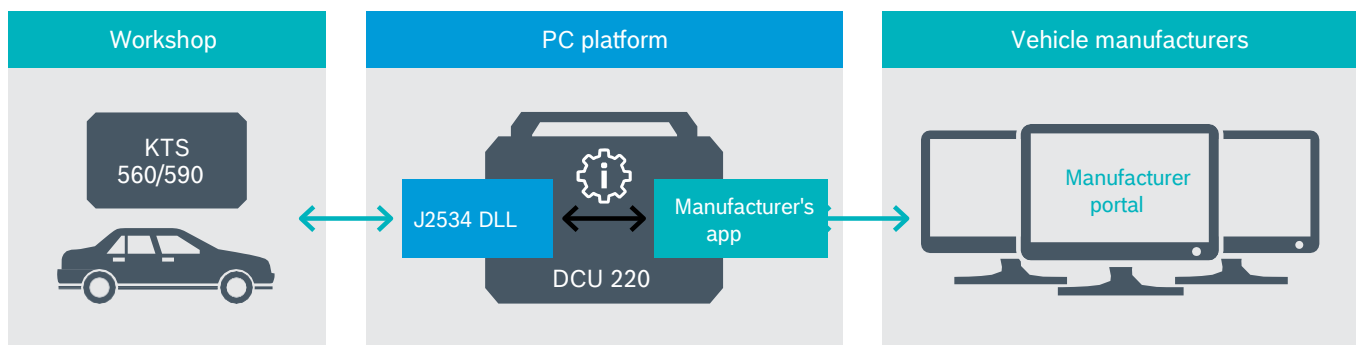 Workshop
PC platform
Vehicle manufacturers
KTS
560/590
J2534 DLL
i
Manufacturer's
app
DCU 220
Manufacturer
portal